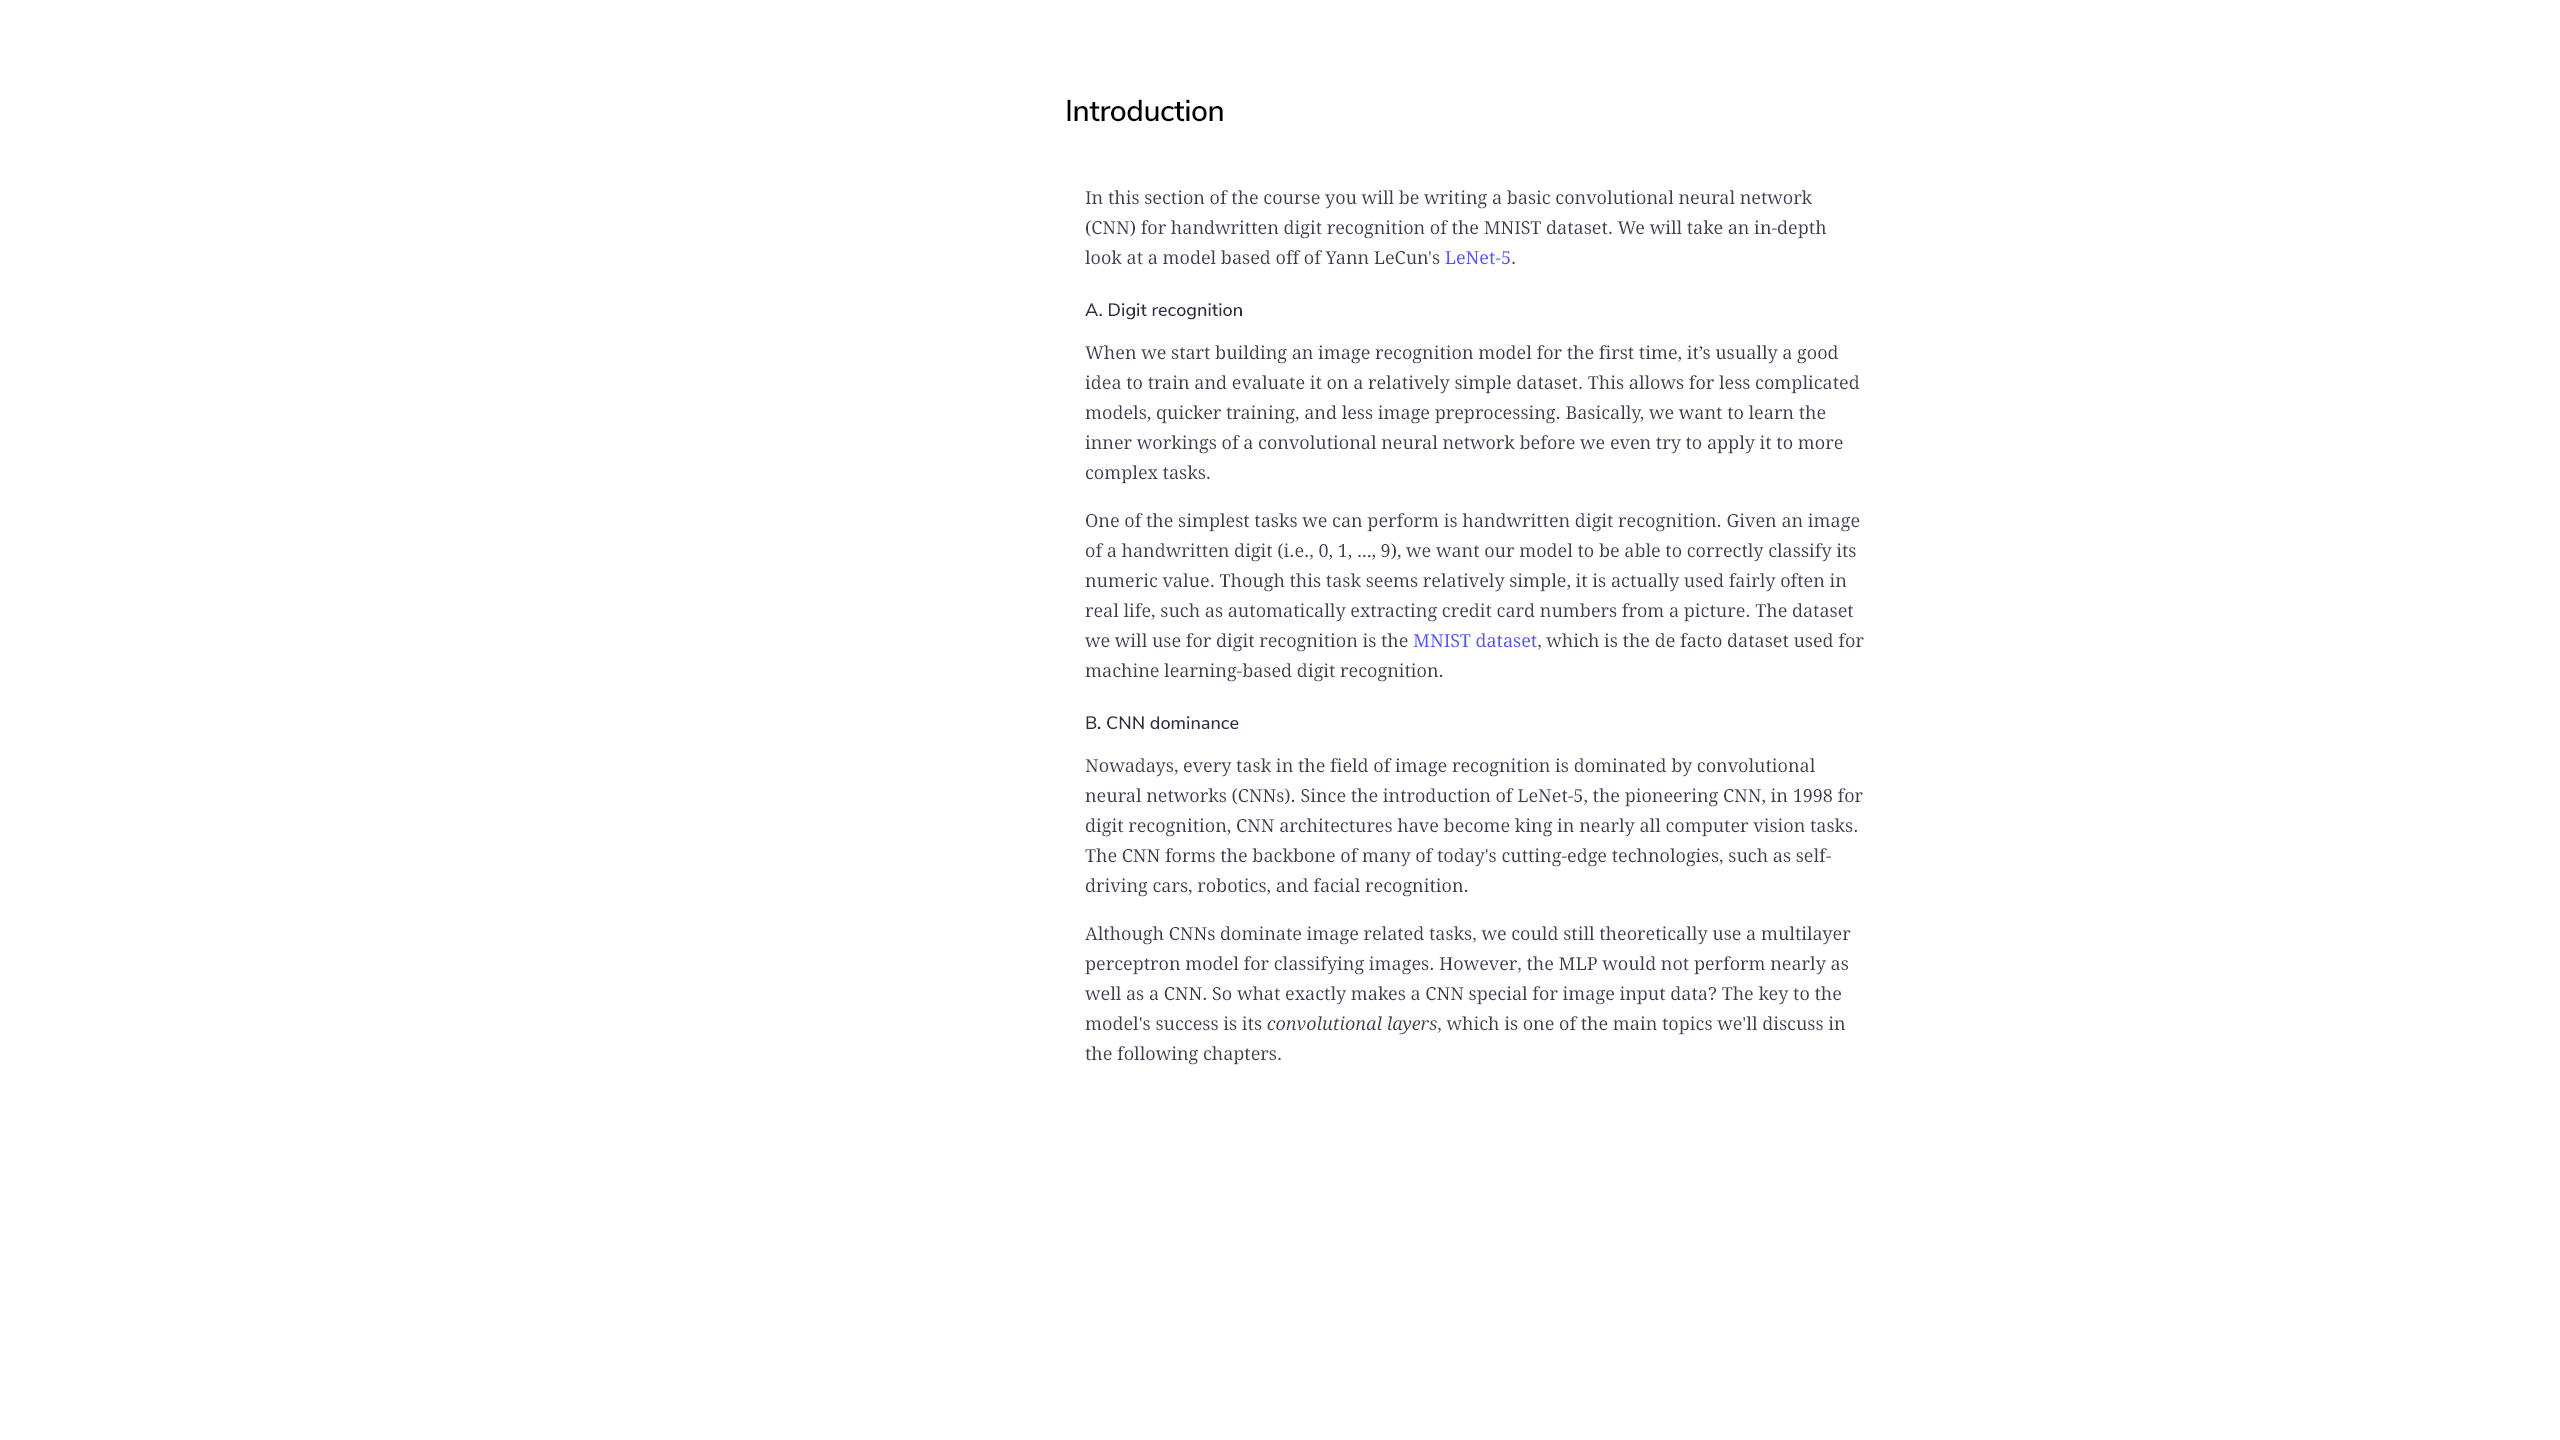 Introduction
In this section of the course you will be writing a basic convolutional neural network
(CNN) for handwritten digit recognition of the MNIST dataset. We will take an in-depth
look at a model based off of Yann LeCun's LeNet-5.
A. Digit recognition
When we start building an image recognition model for the first time, it’s usually a good
idea to train and evaluate it on a relatively simple dataset. This allows for less complicated
models, quicker training, and less image preprocessing. Basically, we want to learn the
inner workings of a convolutional neural network before we even try to apply it to more
complex tasks.
One of the simplest tasks we can perform is handwritten digit recognition. Given an image
of a handwritten digit (i.e., 0, 1, ..., 9), we want our model to be able to correctly classify its
numeric value. Though this task seems relatively simple, it is actually used fairly often in
real life, such as automatically extracting credit card numbers from a picture. The dataset
we will use for digit recognition is the MNIST dataset, which is the de facto dataset used for
machine learning-based digit recognition.
B. CNN dominance
Nowadays, every task in the field of image recognition is dominated by convolutional
neural networks (CNNs). Since the introduction of LeNet-5, the pioneering CNN, in 1998 for
digit recognition, CNN architectures have become king in nearly all computer vision tasks.
The CNN forms the backbone of many of today's cutting-edge technologies, such as self-
driving cars, robotics, and facial recognition.
Although CNNs dominate image related tasks, we could still theoretically use a multilayer
perceptron model for classifying images. However, the MLP would not perform nearly as
well as a CNN. So what exactly makes a CNN special for image input data? The key to the
model's success is its convolutional layers, which is one of the main topics we'll discuss in
the following chapters.